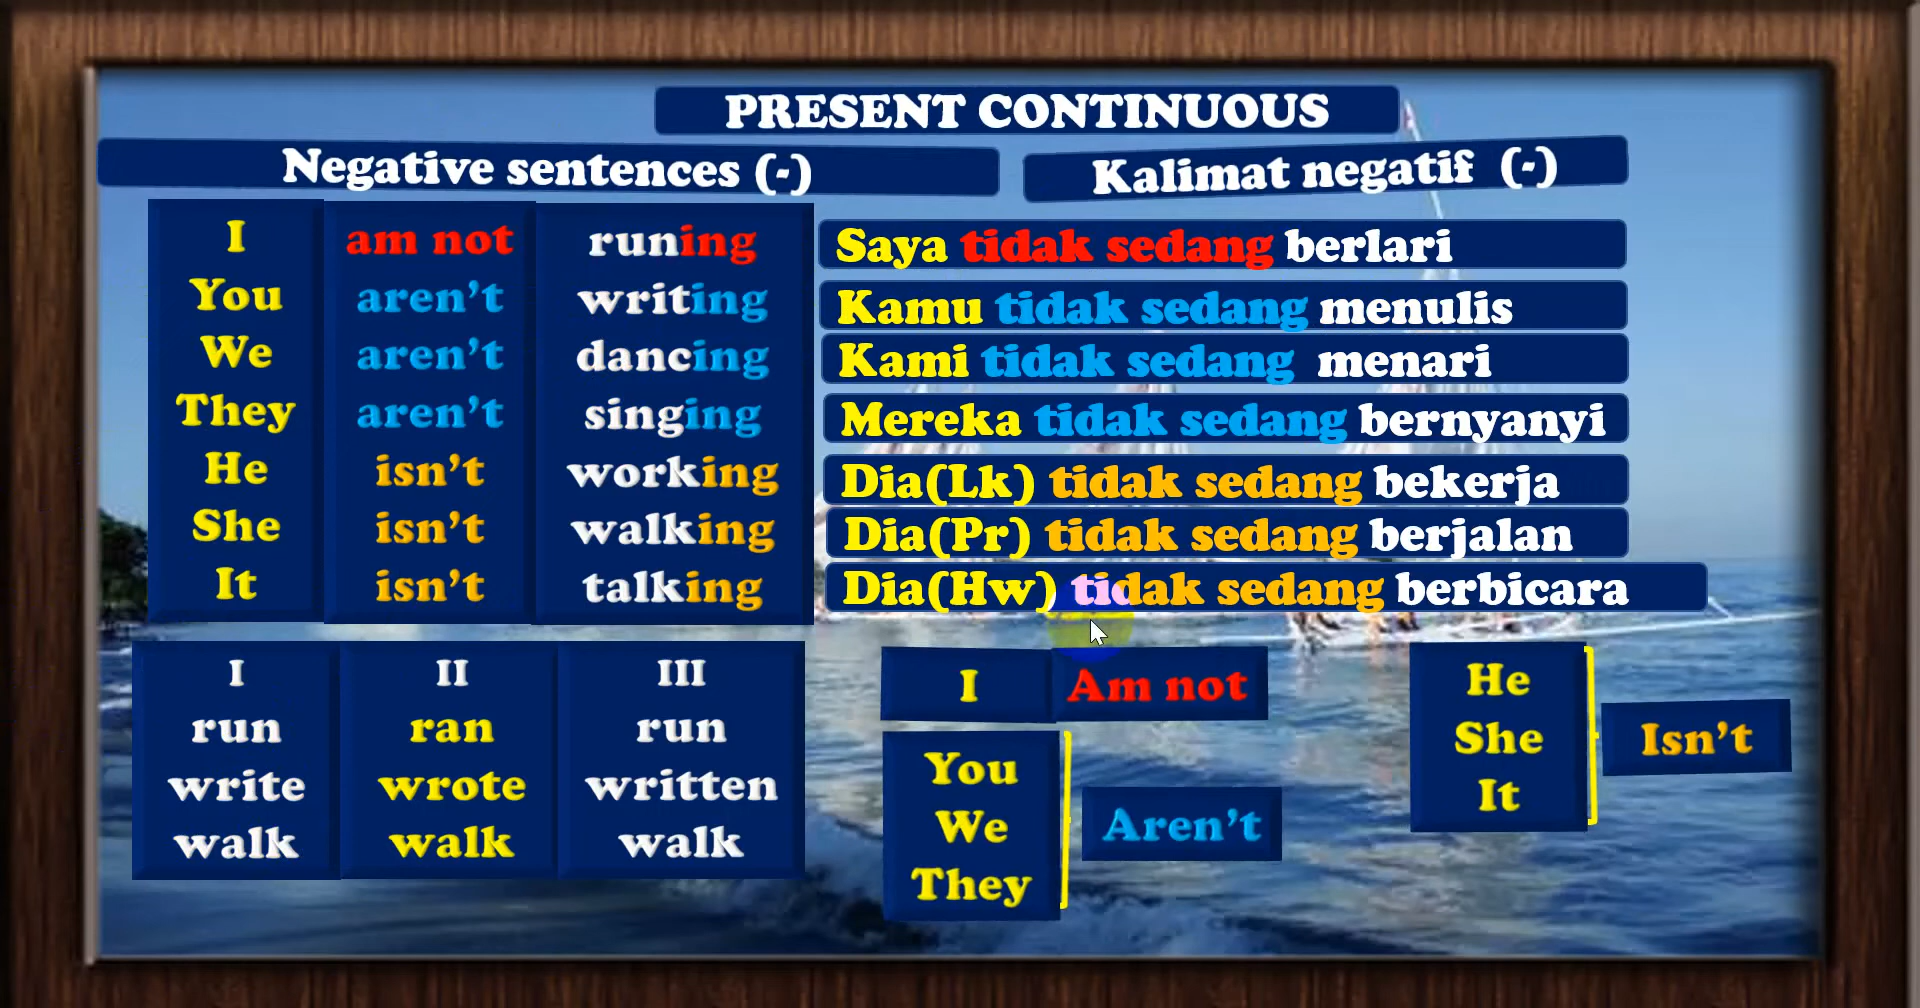 PRESENT CONTINUOUS
Negative sentences (-)
Kalimat negatif (-)
I am not runing
Saya tidak sedang berlari
You aren't writing
Kamu tidak sedang menulis
We aren't dancing
Kami tidak sedang menari
They aren't singing
Mereka tidak sedang bernyanyi
He isn't working
Dia(Lk) tidak sedang bekerja
She isn't walking
Dia(Pr) tidak sedang berjalan
It isn't talking
Dia(Hw) tidak sedang berbicara
I II III
run ran run
write wrote written
walk walk walk
I Am not
You
We
They
Aren't
He
She
It
Isn't